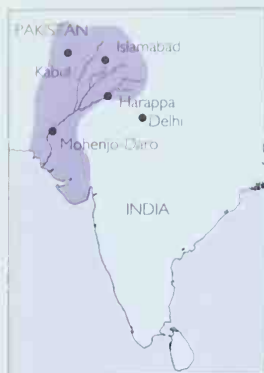 PAKISTAN
Islamabad
Kabul
Harappa
Delhi
Mohenjo-Daro
INDIA